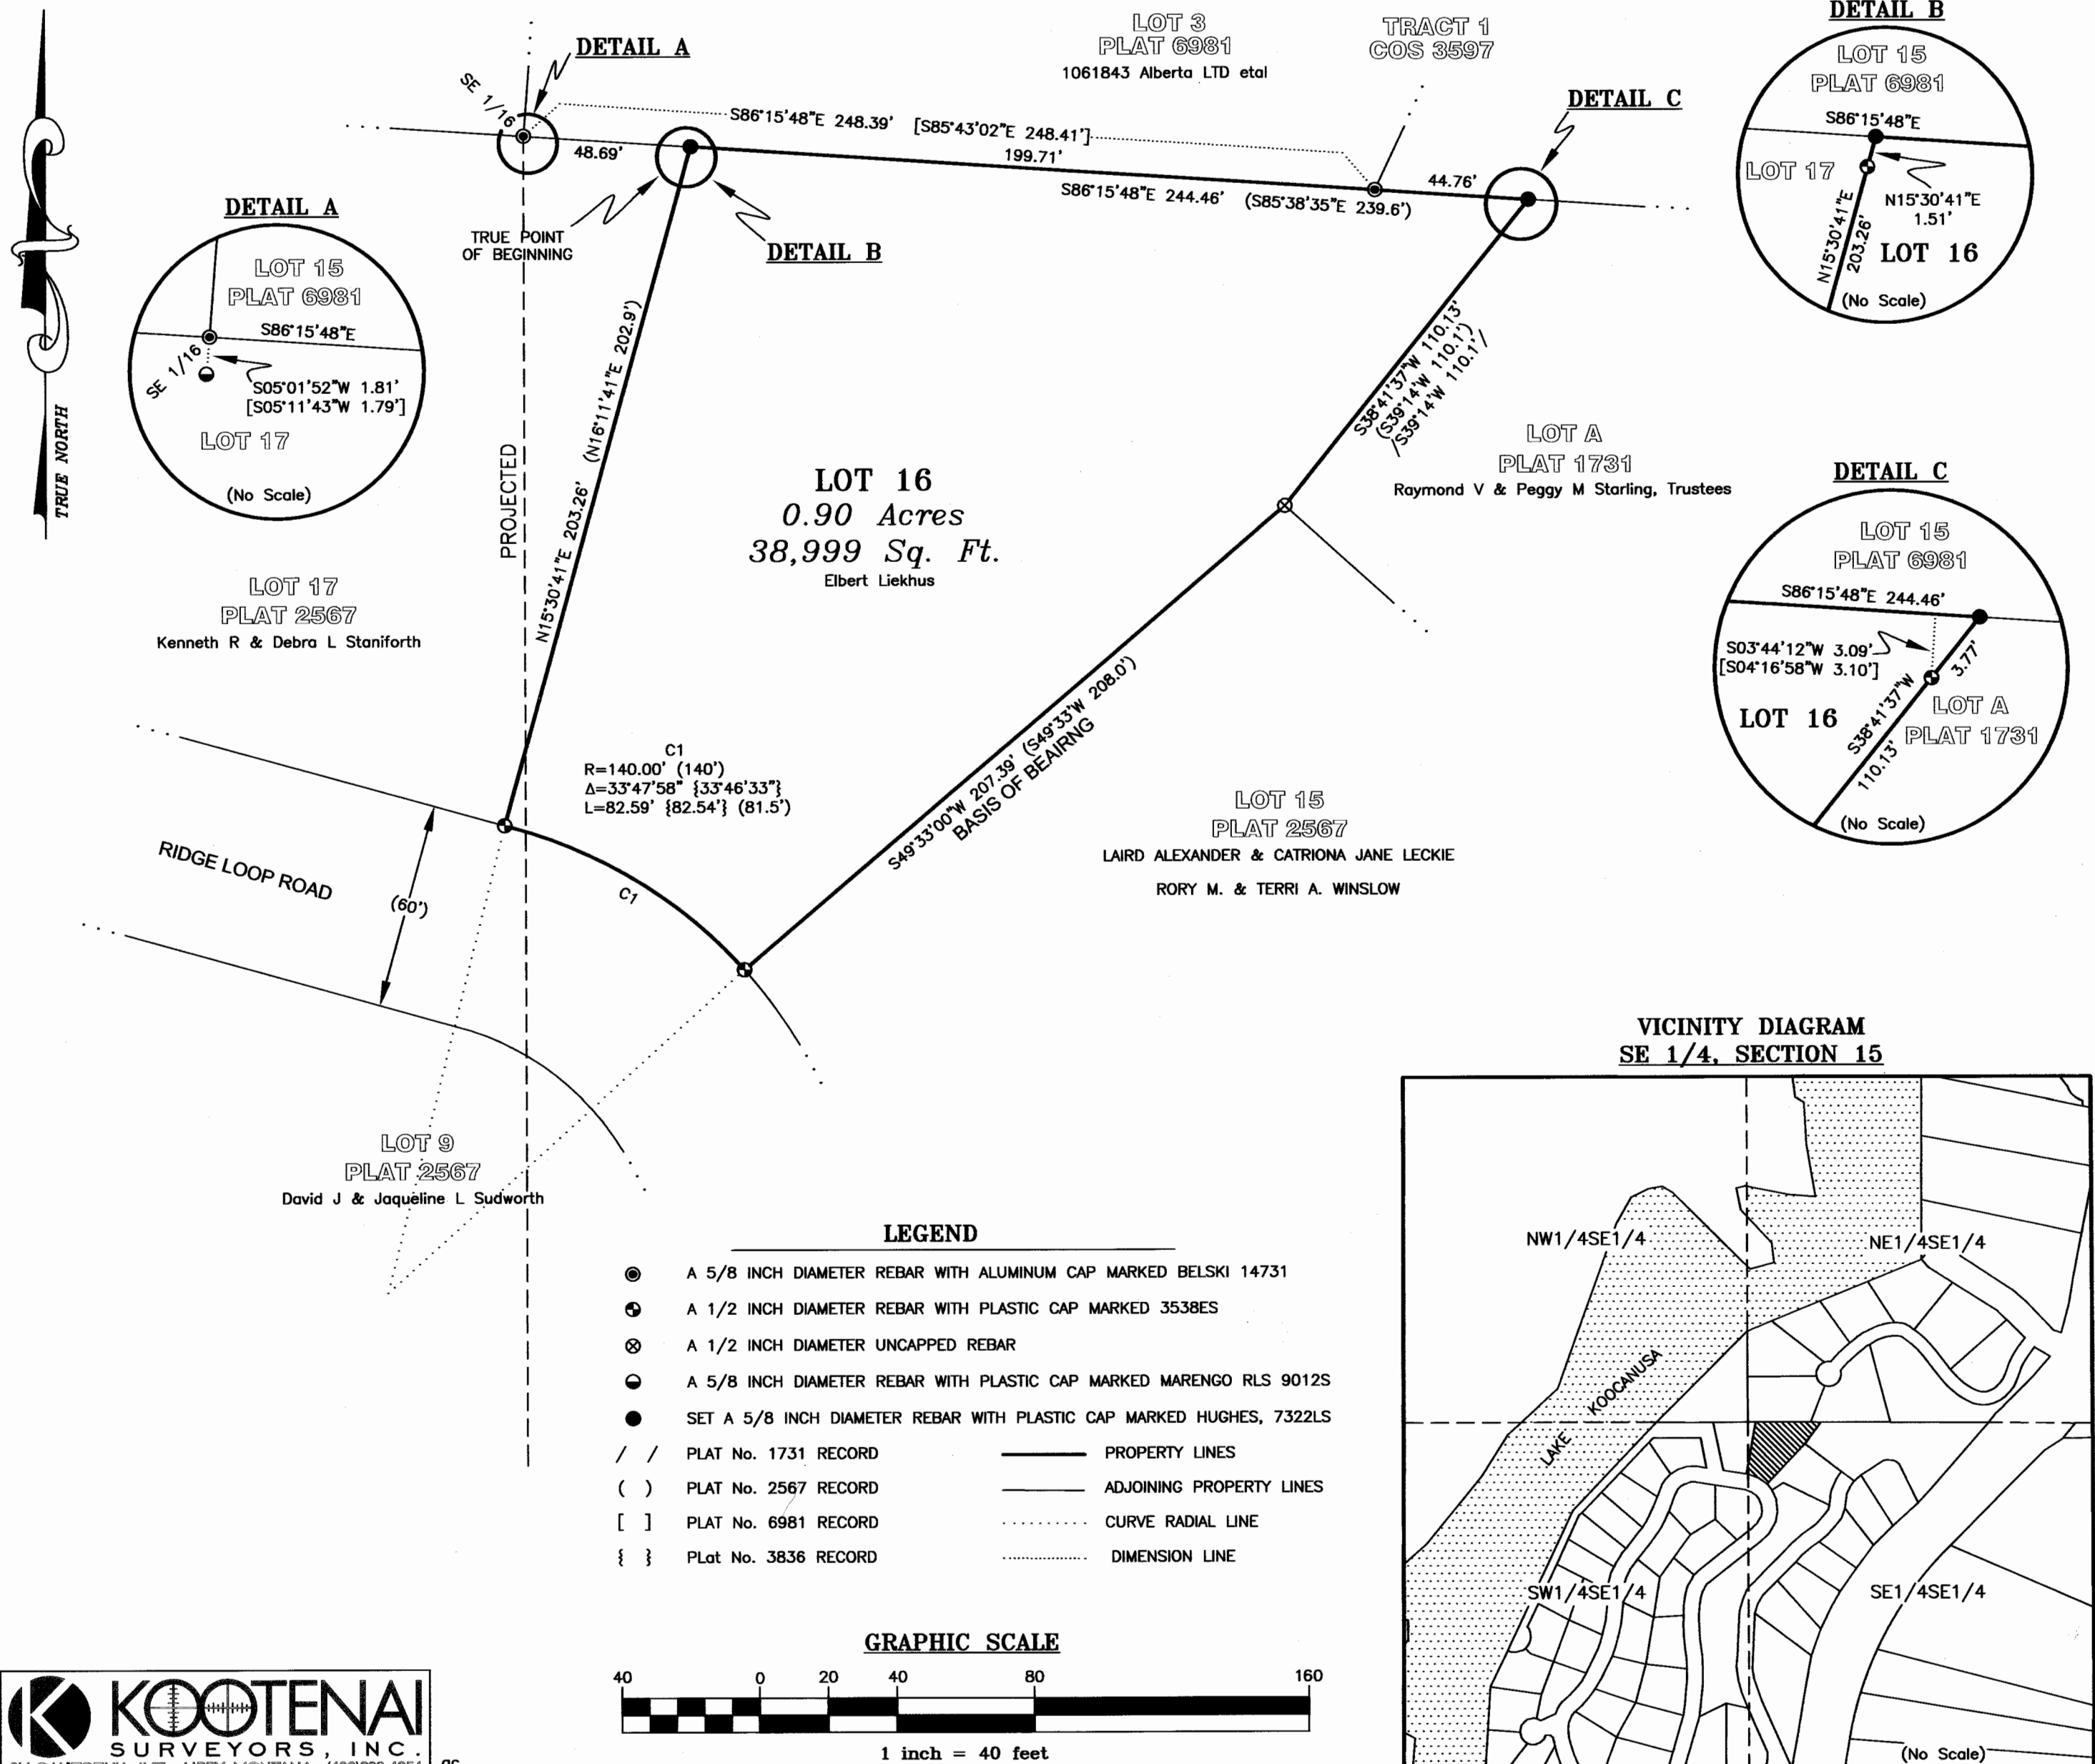 DETAIL A
LOT 3
PLAT 6981
1061843 Alberta LTD etal
TRACT 1
COS 3597
DETAIL B
LOT 15
PLAT 6981
S86°15'48"E
LOT 17
N15°30'41"E
1.51'
N15°30'41"E
203.26'
LOT 16
(No Scale)
SE 1/16
S86°15'48"E 248.39' [S85°43'02"E 248.41']
DETAIL C
48.69'
199.71'
44.76'
S86°15'48"E 244.46' (S85°38'35"E 239.6')
TRUE POINT
OF BEGINNING
DETAIL B
DETAIL A
LOT 15
PLAT 6981
S86°15'48"E
SE 1/16
S05°01'52"W 1.81'
[S05°11'43"W 1.79']
LOT 17
(No Scale)
TRUE NORTH
PROJECTED
N15°30'41"E 203.26' (N16°11'41"E 202.9')
S38°41'37"W 110.13'
(S39°14'W 110.1')
/S39°14'W 110.1'/
LOT 16
0.90 Acres
38,999 Sq. Ft.
Elbert Liekhus
LOT A
PLAT 1731
Raymond V & Peggy M Starling, Trustees
DETAIL C
LOT 15
PLAT 6981
S86°15'48"E 244.46'
S03°44'12"W 3.09'
[S04°16'58"W 3.10']
3.77'
S38°41'37"W
110.13'
LOT 16
LOT A
PLAT 1731
(No Scale)
LOT 17
PLAT 2567
Kenneth R & Debra L Staniforth
C1
R=140.00' (140')
Δ=33°47'58" {33°46'33"}
L=82.59' {82.54'} (81.5')
S49°33'00"W 207.39' (S49°33'W 208.0')
BASIS OF BEAIRNG
LOT 15
PLAT 2567
LAIRD ALEXANDER & CATRIONA JANE LECKIE
RORY M. & TERRI A. WINSLOW
RIDGE LOOP ROAD
(60')
C1
LOT 9
PLAT 2567
David J & Jaqueline L Sudworth
VICINITY DIAGRAM
SE 1/4, SECTION 15
NW1/4SE1/4
NE1/4SE1/4
LAKE KOOCANUSA
SW1/4SE1/4
SE1/4SE1/4
(No Scale)
LEGEND
A 5/8 INCH DIAMETER REBAR WITH ALUMINUM CAP MARKED BELSKI 14731
A 1/2 INCH DIAMETER REBAR WITH PLASTIC CAP MARKED 3538ES
A 1/2 INCH DIAMETER UNCAPPED REBAR
A 5/8 INCH DIAMETER REBAR WITH PLASTIC CAP MARKED MARENGO RLS 9012S
SET A 5/8 INCH DIAMETER REBAR WITH PLASTIC CAP MARKED HUGHES, 7322LS
/ / PLAT No. 1731 RECORD PROPERTY LINES
( ) PLAT No. 2567 RECORD ADJOINING PROPERTY LINES
[ ] PLAT No. 6981 RECORD CURVE RADIAL LINE
{ } PLat No. 3836 RECORD DIMENSION LINE
GRAPHIC SCALE
40 0 20 40 80 160
1 inch = 40 feet
KOOTENAI
SURVEYORS, INC.